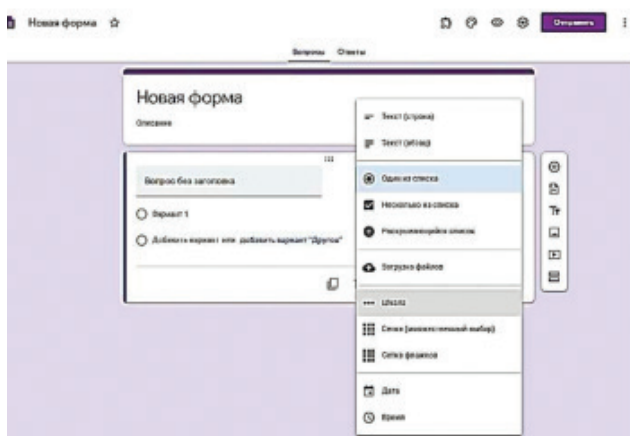 Новая форма
Отправить
Вопросы Ответы
Новая форма
Описание
Вопрос без заголовка
Вариант 1
Добавить вариант или добавить вариант "Другое"
Текст (строка)
Текст (абзац)
Один из списка
Несколько из списка
Раскрывающийся список
Загрузка файлов
Шкала
Сетка (множественный выбор)
Сетка флажков
Дата
Время
Tт